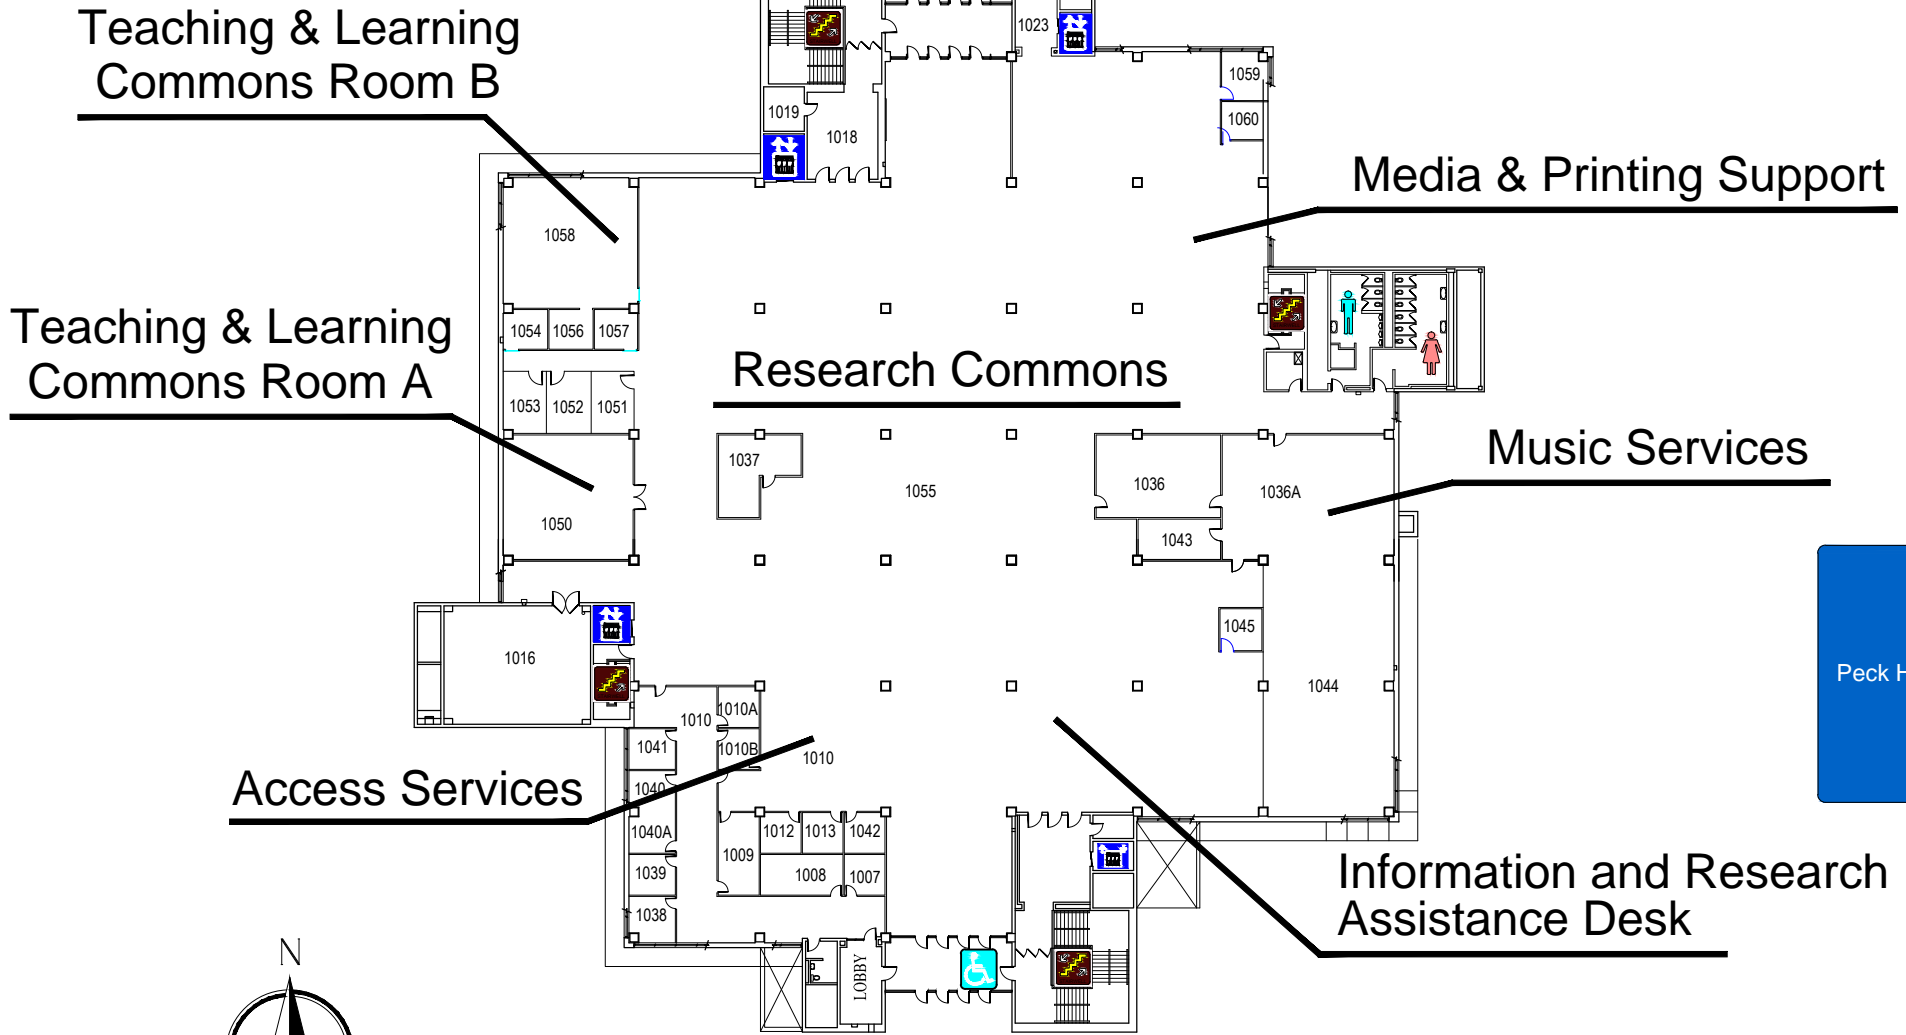 Teaching & Learning
Commons Room B
1023
1059
1060
1019
1018
Media & Printing Support
1058
Teaching & Learning
Commons Room A
1054
1056
1057
Research Commons
1053
1052
1051
1037
1055
1036
1036A
Music Services
1050
1043
1045
1016
1044
Peck H
1010
1010A
1041
1010B
1010
Access Services
1040
1040A
1012
1013
1042
1009
1039
1008
1007
1038
Information and Research
Assistance Desk
N
LOBBY